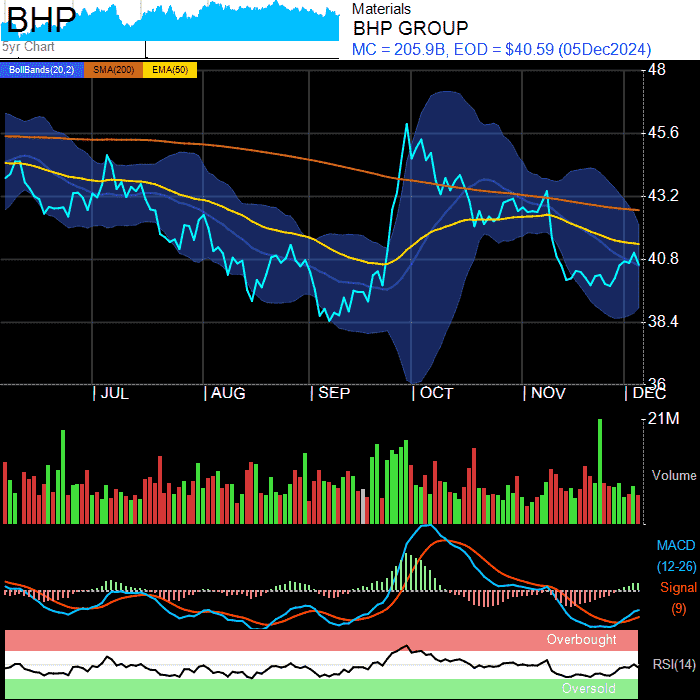 BHP
5yr Chart
Materials
BHP GROUP
MC = 205.9B, EOD = $40.59 (05Dec2024)
BollBands(20,2) SMA(200) EMA(50)
48
45.6
43.2
40.8
38.4
36
JUL AUG SEP OCT NOV DEC
21M
Volume
MACD
(12-26)
Signal
(9)
Overbought
RSI(14)
Oversold